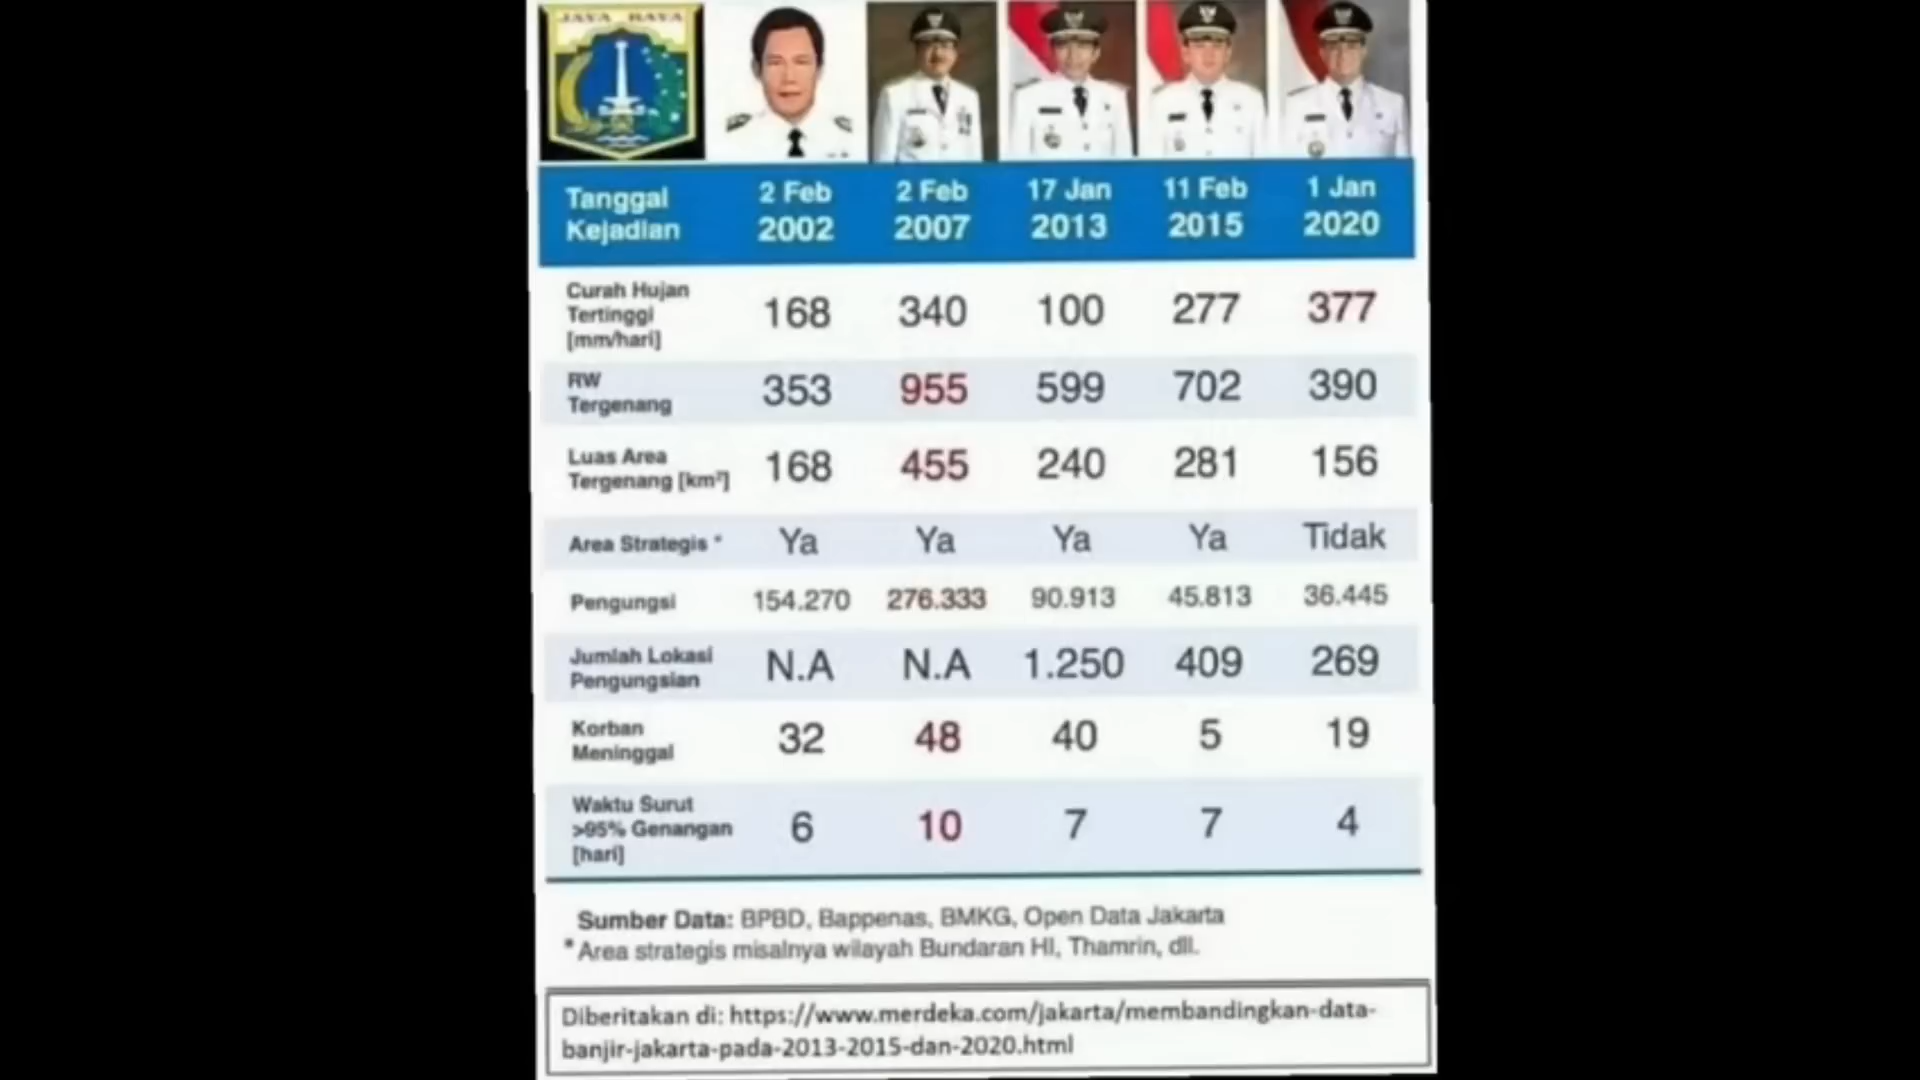 JAYA RAYA
Tanggal Kejadian 2 Feb 2002 2 Feb 2007 17 Jan 2013 11 Feb 2015 1 Jan 2020
Curah Hujan Tertinggi [mm/hari] 168 340 100 277 377
RW Tergenang 353 955 599 702 390
Luas Area Tergenang [km²] 168 455 240 281 156
Area Strategis * Ya Ya Ya Ya Tidak
Pengungsi 154.270 276.333 90.913 45.813 36.445
Jumlah Lokasi Pengungsian N.A N.A 1.250 409 269
Korban Meninggal 32 48 40 5 19
Waktu Surut >95% Genangan [hari] 6 10 7 7 4
Sumber Data: BPBD, Bappenas, BMKG, Open Data Jakarta
*Area strategis misalnya wilayah Bundaran HI, Thamrin, dll.
Diberitakan di: https://www.merdeka.com/jakarta/membandingkan-data-
banjir-jakarta-pada-2013-2015-dan-2020.html